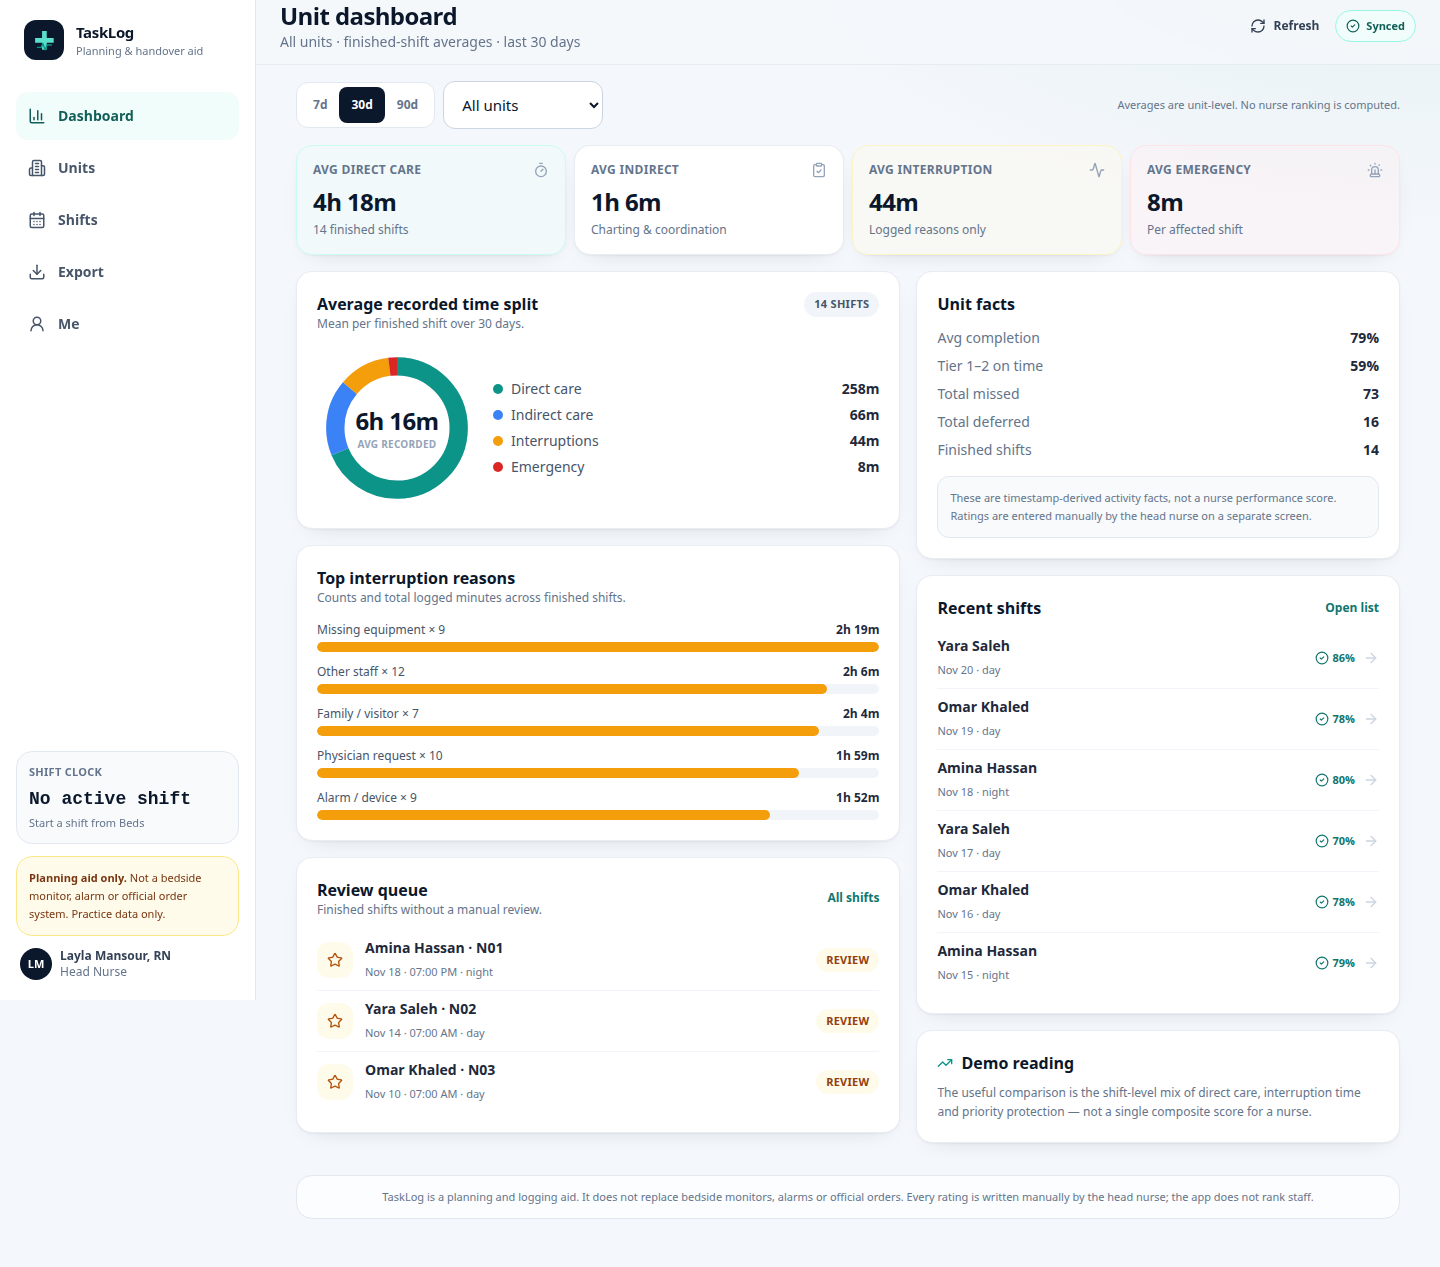 TaskLog
Planning & handover aid
Dashboard
Units
Shifts
Export
Me
SHIFT CLOCK
No active shift
Start a shift from Beds
Planning aid only. Not a bedside
monitor, alarm or official order
system. Practice data only.
LM
Layla Mansour, RN
Head Nurse
Unit dashboard
All units · finished-shift averages · last 30 days
Refresh
Synced
7d
30d
90d
All units
Averages are unit-level. No nurse ranking is computed.
AVG DIRECT CARE
4h 18m
14 finished shifts
AVG INDIRECT
1h 6m
Charting & coordination
AVG INTERRUPTION
44m
Logged reasons only
AVG EMERGENCY
8m
Per affected shift
Average recorded time split
Mean per finished shift over 30 days.
14 SHIFTS
6h 16m
AVG RECORDED
Direct care 258m
Indirect care 66m
Interruptions 44m
Emergency 8m
Top interruption reasons
Counts and total logged minutes across finished shifts.
Missing equipment × 9 2h 19m
Other staff × 12 2h 6m
Family / visitor × 7 2h 4m
Physician request × 10 1h 59m
Alarm / device × 9 1h 52m
Review queue
Finished shifts without a manual review.
All shifts
Amina Hassan · N01
Nov 18 · 07:00 PM · night
REVIEW
Yara Saleh · N02
Nov 14 · 07:00 AM · day
REVIEW
Omar Khaled · N03
Nov 10 · 07:00 AM · day
REVIEW
Unit facts
Avg completion 79%
Tier 1–2 on time 59%
Total missed 73
Total deferred 16
Finished shifts 14
These are timestamp-derived activity facts, not a nurse performance score.
Ratings are entered manually by the head nurse on a separate screen.
Recent shifts
Open list
Yara Saleh
Nov 20 · day
86%
Omar Khaled
Nov 19 · day
78%
Amina Hassan
Nov 18 · night
80%
Yara Saleh
Nov 17 · day
70%
Omar Khaled
Nov 16 · day
78%
Amina Hassan
Nov 15 · night
79%
Demo reading
The useful comparison is the shift-level mix of direct care, interruption time
and priority protection — not a single composite score for a nurse.
TaskLog is a planning and logging aid. It does not replace bedside monitors, alarms or official orders. Every rating is written manually by the head nurse; the app does not rank staff.